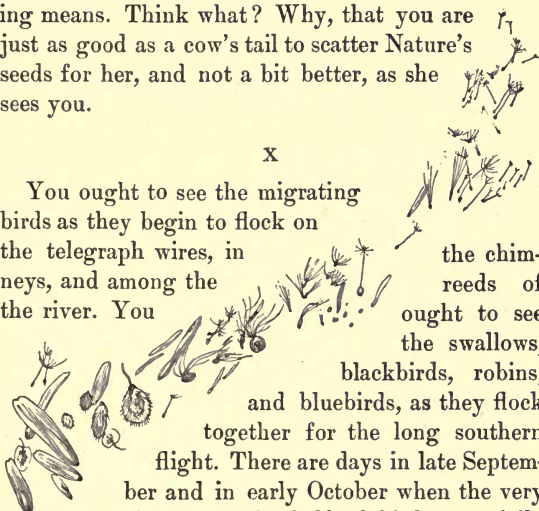 ing means. Think what? Why, that you are
just as good as a cow's tail to scatter Nature's
seeds for her, and not a bit better, as she
sees you.
X
You ought to see the migrating
birds as they begin to flock on
the telegraph wires, in the chim-
neys, and among the reeds of
the river. You ought to see
the swallows,
blackbirds, robins,
and bluebirds, as they flock
together for the long southern
flight. There are days in late Septem-
ber and in early October when the very